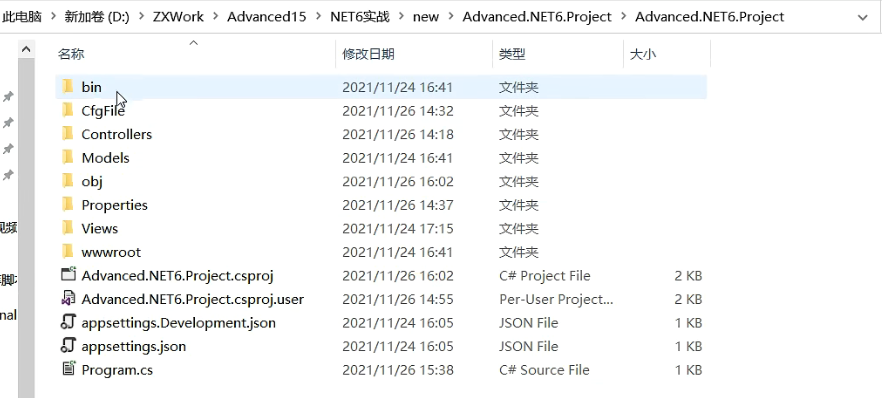 此电脑 > 新加卷 (D:) > ZXWork > Advanced15 > NET6实战 > new > Advanced.NET6.Project > Advanced.NET6.Project
名称 修改日期 类型 大小
bin 2021/11/24 16:41 文件夹
CfgFile 2021/11/26 14:32 文件夹
Controllers 2021/11/26 14:18 文件夹
Models 2021/11/24 16:41 文件夹
obj 2021/11/26 16:02 文件夹
Properties 2021/11/26 14:37 文件夹
视频
Views 2021/11/24 17:15 文件夹
wwwroot 2021/11/24 16:41 文件夹
Advanced.NET6.Project.csproj 2021/11/26 16:02 C# Project File 2 KB
Advanced.NET6.Project.csproj.user 2021/11/26 14:55 Per-User Project... 2 KB
nal
appsettings.Development.json 2021/11/24 16:05 JSON File 1 KB
appsettings.json 2021/11/24 16:05 JSON File 1 KB
Program.cs 2021/11/26 15:38 C# Source File 1 KB